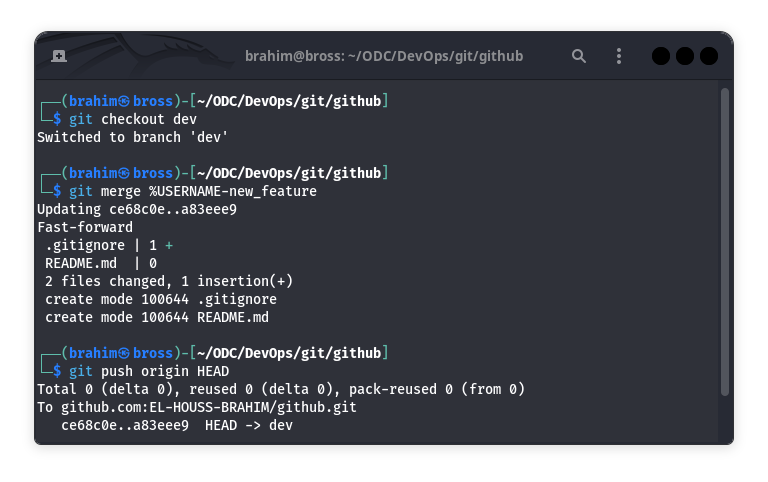 brahim@bross: ~/ODC/DevOps/git/github
┌──(brahim㉿bross)-[~/ODC/DevOps/git/github]
└─$ git checkout dev
Switched to branch 'dev'
┌──(brahim㉿bross)-[~/ODC/DevOps/git/github]
└─$ git merge %USERNAME-new_feature
Updating ce68c0e..a83eee9
Fast-forward
 .gitignore | 1 +
 README.md  | 0
 2 files changed, 1 insertion(+)
 create mode 100644 .gitignore
 create mode 100644 README.md
┌──(brahim㉿bross)-[~/ODC/DevOps/git/github]
└─$ git push origin HEAD
Total 0 (delta 0), reused 0 (delta 0), pack-reused 0 (from 0)
To github.com:EL-HOUSS-BRAHIM/github.git
   ce68c0e..a83eee9  HEAD -> dev